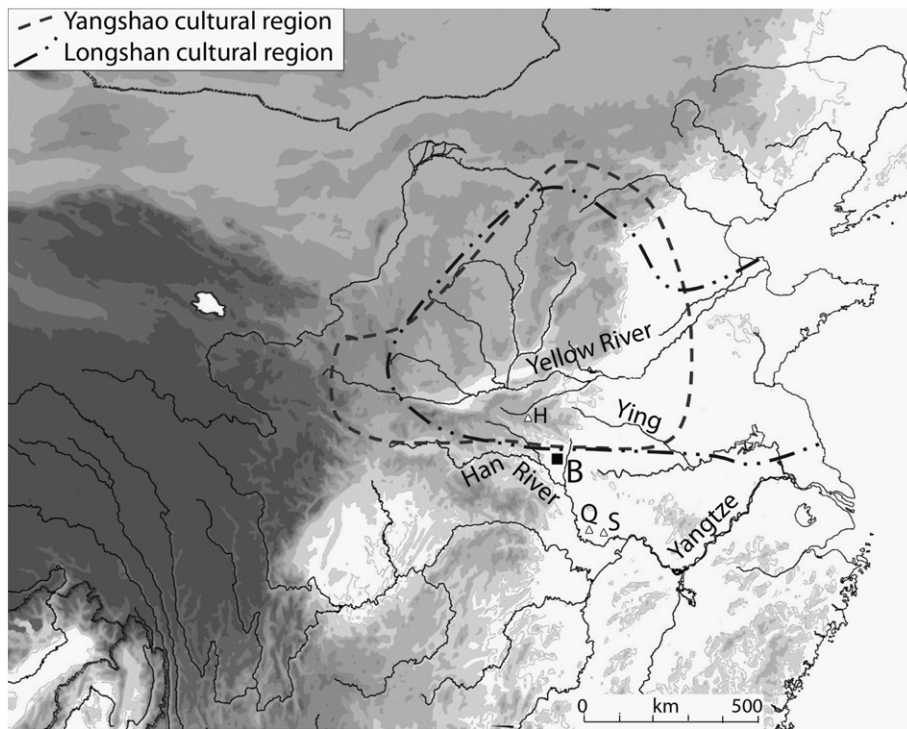 Yangshao cultural region
Longshan cultural region
Yellow River
H
Ying
Han River
B
Q
S
Yangtze
0 km 500